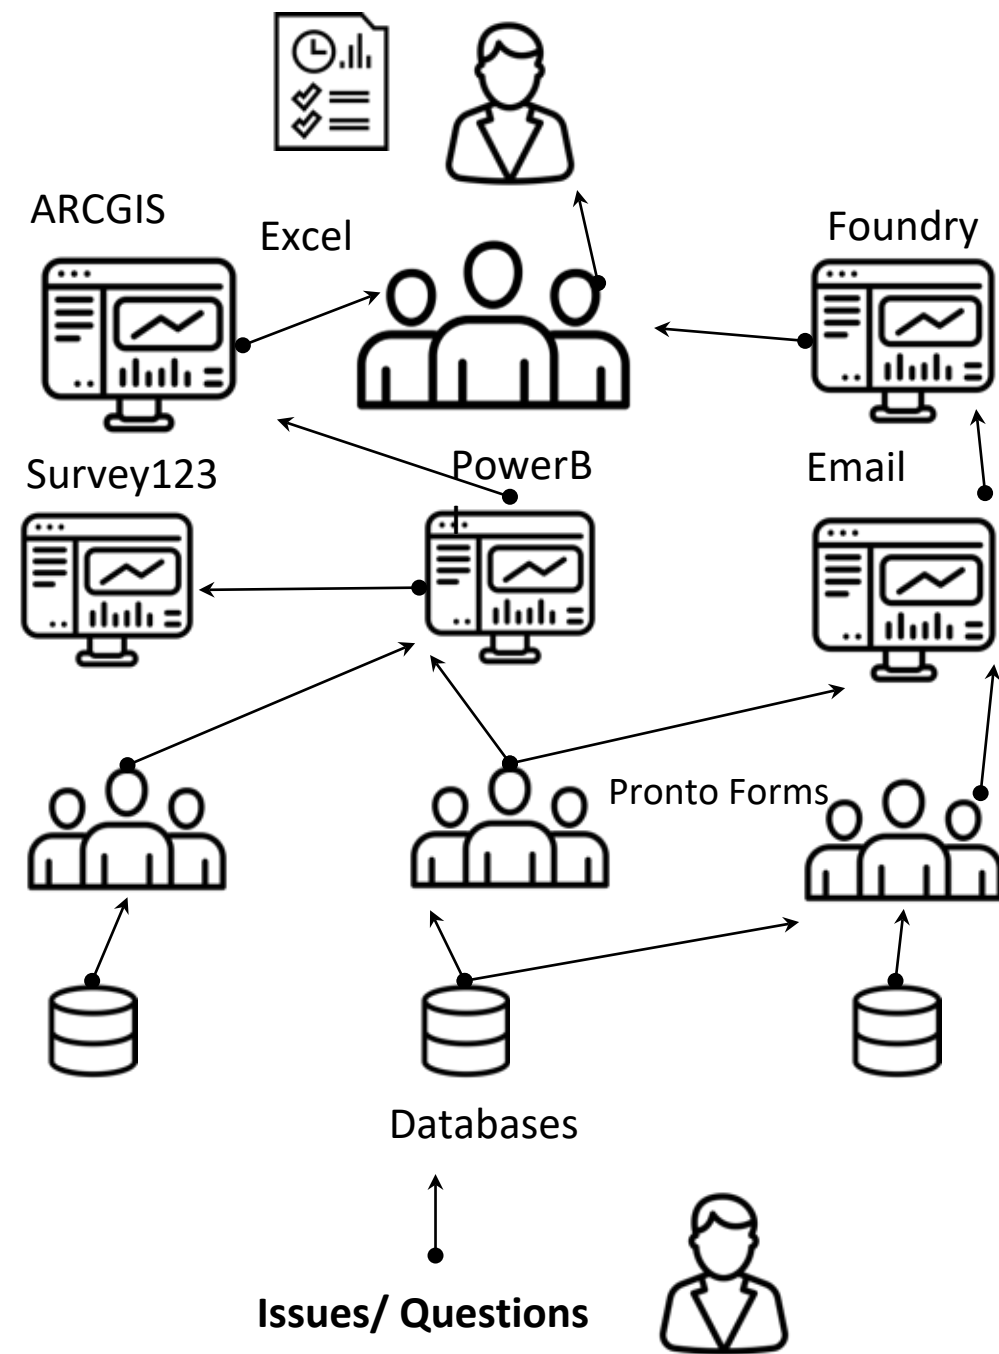 ARCGIS
Excel
Foundry
Survey123
PowerB
Email
Pronto Forms
Databases
Issues/ Questions